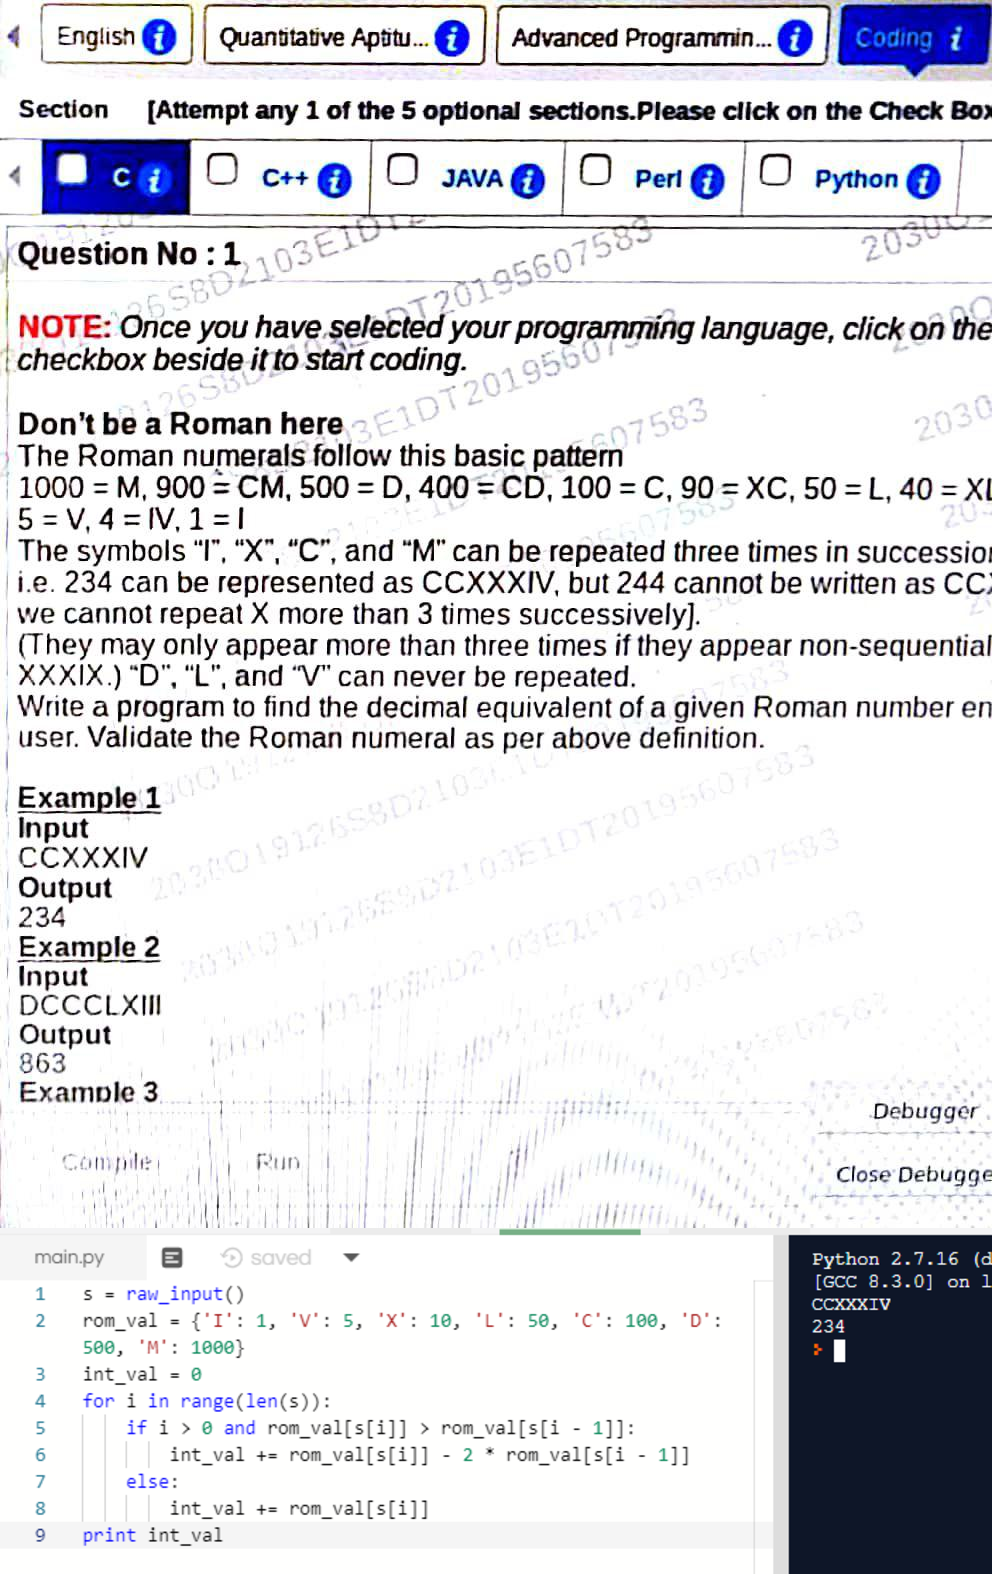 English i Quantitative Aptitu... i Advanced Programmin... i Coding i
Section [Attempt any 1 of the 5 optional sections.Please click on the Check Box
C i C++ i JAVA i Perl i Python i
Question No : 1
NOTE: Once you have selected your programming language, click on the
checkbox beside it to start coding.
Don't be a Roman here
The Roman numerals follow this basic pattern
1000 = M, 900 = CM, 500 = D, 400 = CD, 100 = C, 90 = XC, 50 = L, 40 = XL
5 = V, 4 = IV, 1 = I
The symbols “I”, “X”, “C”, and “M” can be repeated three times in succession
i.e. 234 can be represented as CCXXXIV, but 244 cannot be written as CCX
we cannot repeat X more than 3 times successively].
(They may only appear more than three times if they appear non-sequential
XXXIX.) “D”, “L”, and “V” can never be repeated.
Write a program to find the decimal equivalent of a given Roman number en
user. Validate the Roman numeral as per above definition.
Example 1
Input
CCXXXIV
Output
234
Example 2
Input
DCCCLXIII
Output
863
Example 3
Debugger
Compile Run
Close Debugge
main.py saved
1 s = raw_input()
2 rom_val = {'I': 1, 'V': 5, 'X': 10, 'L': 50, 'C': 100, 'D':
500, 'M': 1000}
3 int_val = 0
4 for i in range(len(s)):
5 if i > 0 and rom_val[s[i]] > rom_val[s[i - 1]]:
6 int_val += rom_val[s[i]] - 2 * rom_val[s[i - 1]]
7 else:
8 int_val += rom_val[s[i]]
9 print int_val
Python 2.7.16 (d
[GCC 8.3.0] on l
CCXXXIV
234